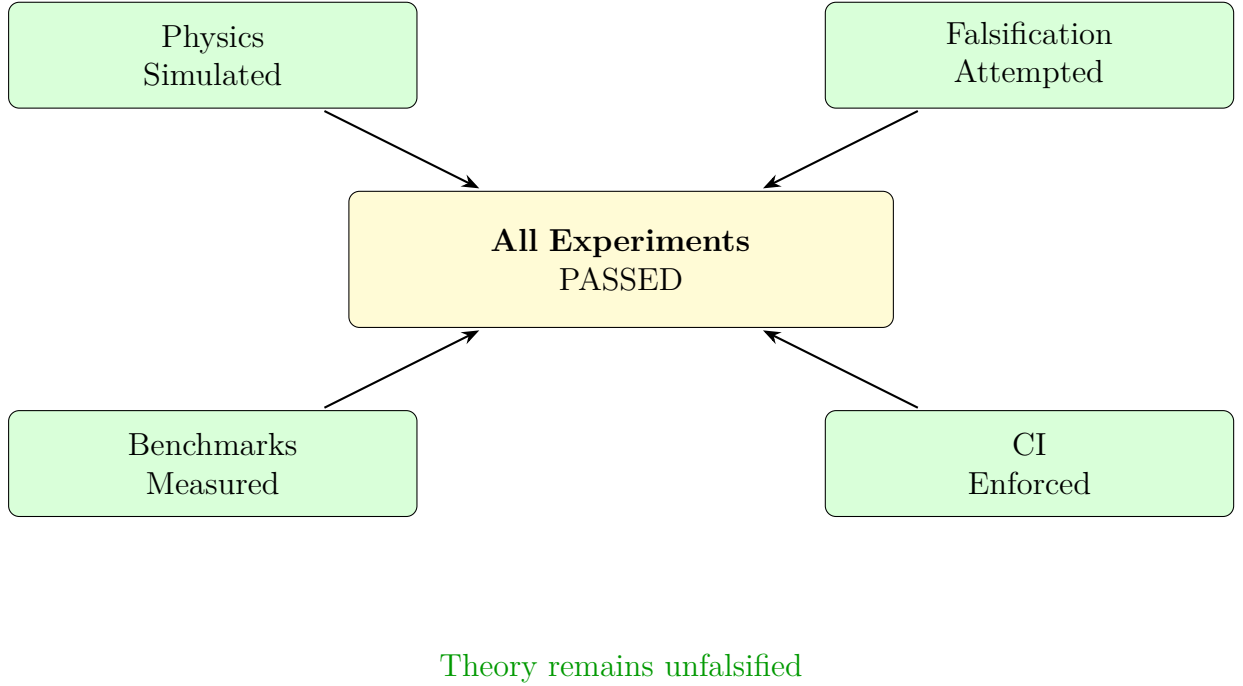 Physics
Simulated
Falsification
Attempted
All Experiments
PASSED
Benchmarks
Measured
CI
Enforced
Theory remains unfalsified